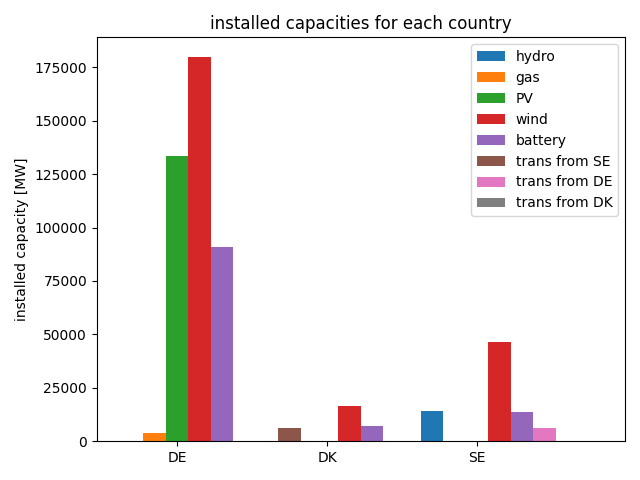 installed capacities for each country
installed capacity [MW]
175000
150000
125000
100000
75000
50000
25000
0
DE
DK
SE
hydro
gas
PV
wind
battery
trans from SE
trans from DE
trans from DK